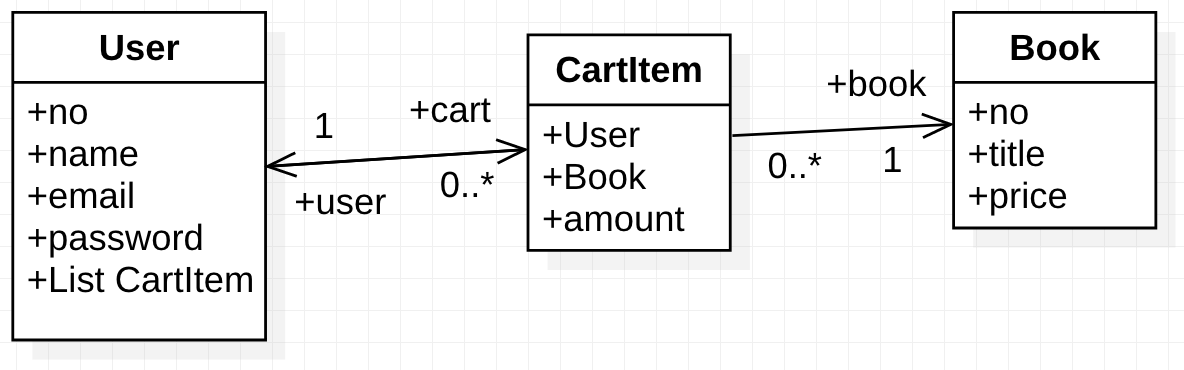 User
+no
+name
+email
+password
+List CartItem
1
+cart
+user
0..*
CartItem
+User
+Book
+amount
+book
0..*
1
Book
+no
+title
+price